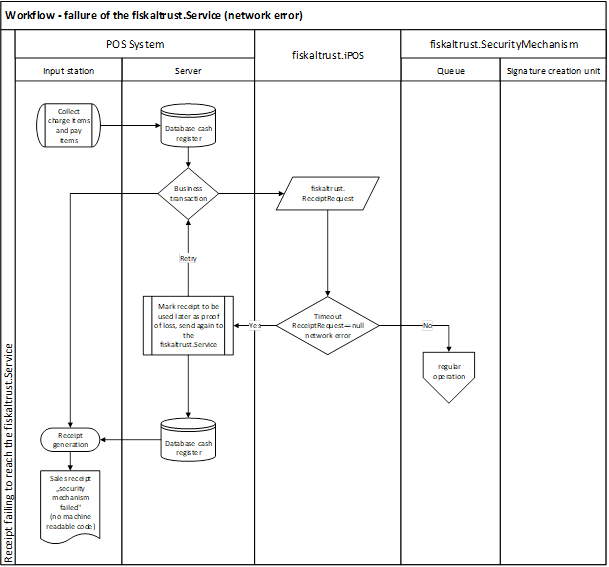 Workflow - failure of the fiskaltrust.Service (network error)
POS System
fiskaltrust.iPOS
fiskaltrust.SecurityMechanism
Input station
Server
Queue
Signature creation unit
Receipt failing to reach the fiskaltrust.Service
Collect
charge items
and pay
items
Database cash
register
Business
transaction
fiskaltrust.
ReceiptRequest
Retry
Mark receipt to be
used later as proof
of loss, send again to
the
fiskaltrust.Service
Yes
Timeout
ReceiptRequest==null
network error
No
regular
operation
Receipt
generation
Database cash
register
Sales receipt
„security
mechanism
failed"
(no machine
readable code)